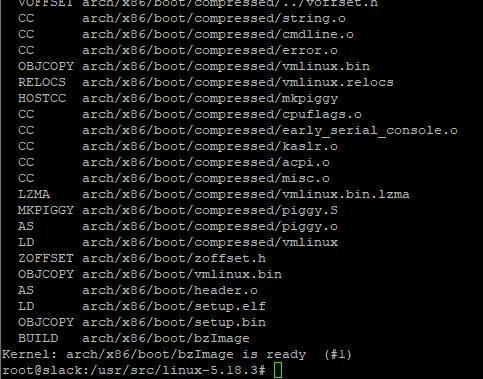 VOFFSET arch/x86/boot/compressed/../voffset.h
CC      arch/x86/boot/compressed/string.o
CC      arch/x86/boot/compressed/cmdline.o
CC      arch/x86/boot/compressed/error.o
OBJCOPY arch/x86/boot/compressed/vmlinux.bin
RELOCS  arch/x86/boot/compressed/vmlinux.relocs
HOSTCC  arch/x86/boot/compressed/mkpiggy
CC      arch/x86/boot/compressed/cpuflags.o
CC      arch/x86/boot/compressed/early_serial_console.o
CC      arch/x86/boot/compressed/kaslr.o
CC      arch/x86/boot/compressed/acpi.o
CC      arch/x86/boot/compressed/misc.o
LZMA    arch/x86/boot/compressed/vmlinux.bin.lzma
MKPIGGY arch/x86/boot/compressed/piggy.S
AS      arch/x86/boot/compressed/piggy.o
LD      arch/x86/boot/compressed/vmlinux
ZOFFSET arch/x86/boot/zoffset.h
OBJCOPY arch/x86/boot/vmlinux.bin
AS      arch/x86/boot/header.o
LD      arch/x86/boot/setup.elf
OBJCOPY arch/x86/boot/setup.bin
BUILD   arch/x86/boot/bzImage
Kernel: arch/x86/boot/bzImage is ready  (#1)
root@slack:/usr/src/linux-5.18.3#